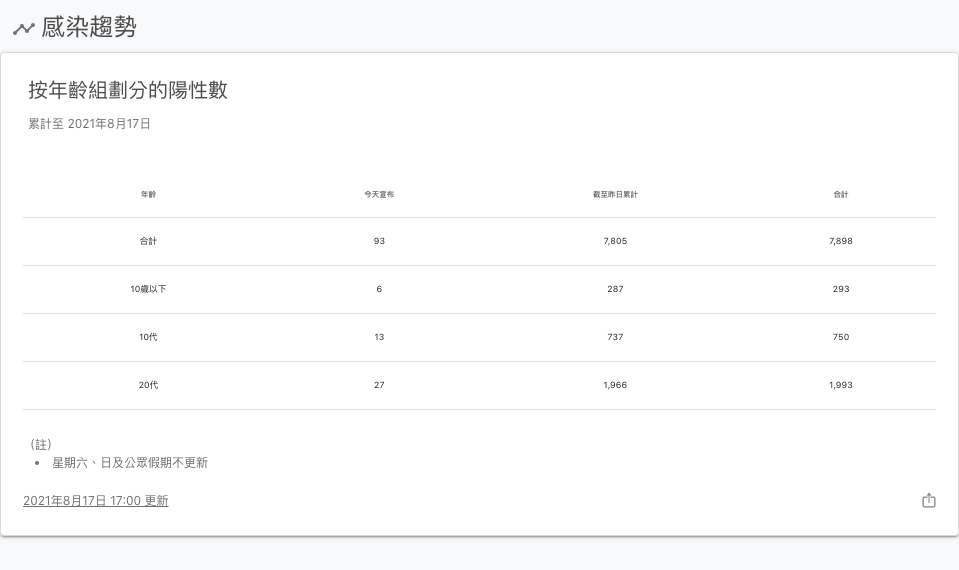 感染趨勢
按年齡組劃分的陽性數
累計至 2021年8月17日
年齡 今天宣布 截至昨日累計 合計
合計 93 7,805 7,898
10歲以下 6 287 293
10代 13 737 750
20代 27 1,966 1,993
（註）
• 星期六、日及公眾假期不更新
2021年8月17日 17:00 更新